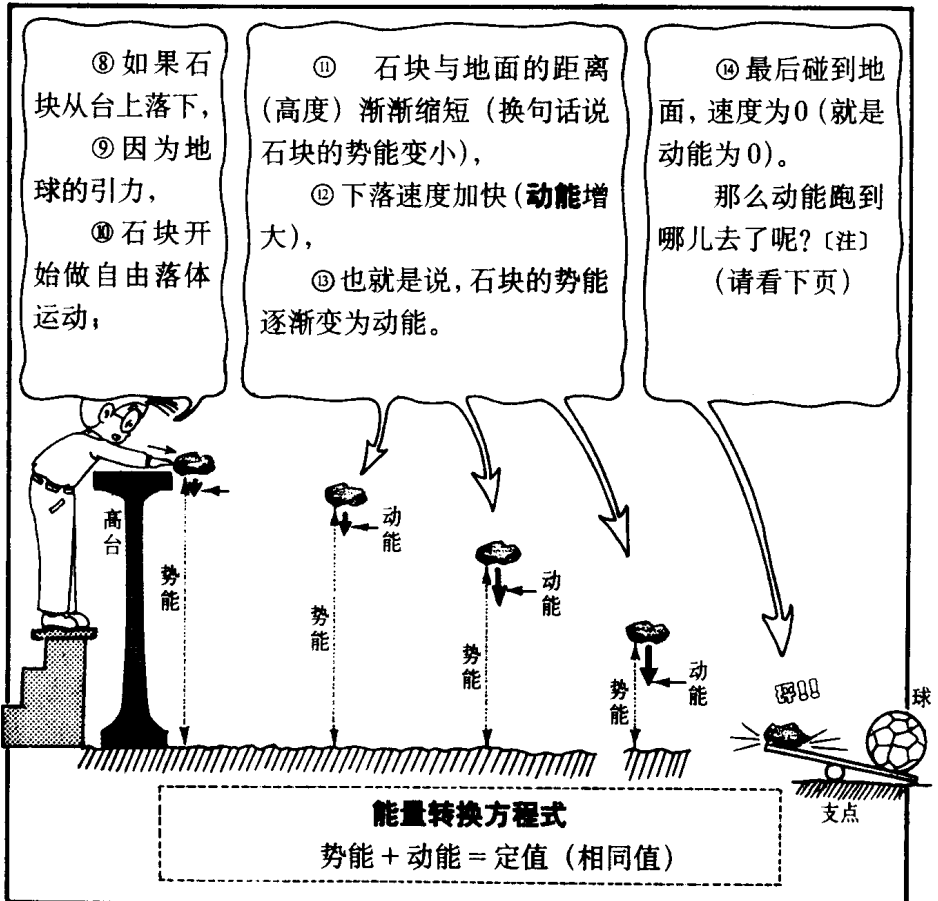 ⑧如果石
块从台上落下，
⑨因为地
球的引力，
⑩石块开
始做自由落体
运动；
⑪ 石块与地面的距离
（高度）渐渐缩短（换句话说
石块的势能变小），
⑫下落速度加快（动能增
大），
⑬也就是说，石块的势能
逐渐变为动能。
⑭最后碰到地
面，速度为0（就是
动能为0）。
那么动能跑到
哪儿去了呢？〔注〕
（请看下页）
高台
势能
势能
动能
势能
动能
势能
动能
砰!!
球
支点
能量转换方程式
势能＋动能＝定值（相同值）